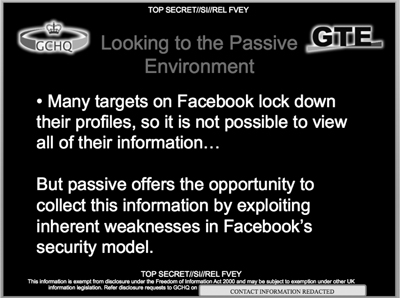 TOP SECRET//SI//REL FVEY
GCHQ
GTE
Looking to the Passive
Environment
• Many targets on Facebook lock down
their profiles, so it is not possible to view
all of their information…
But passive offers the opportunity to
collect this information by exploiting
inherent weaknesses in Facebook's
security model.
TOP SECRET//SI//REL FVEY
This information is exempt from disclosure under the Freedom of Information Act 2000 and may be subject to exemption under other UK
information legislation. Refer disclosure requests to GCHQ on
CONTACT INFORMATION REDACTED